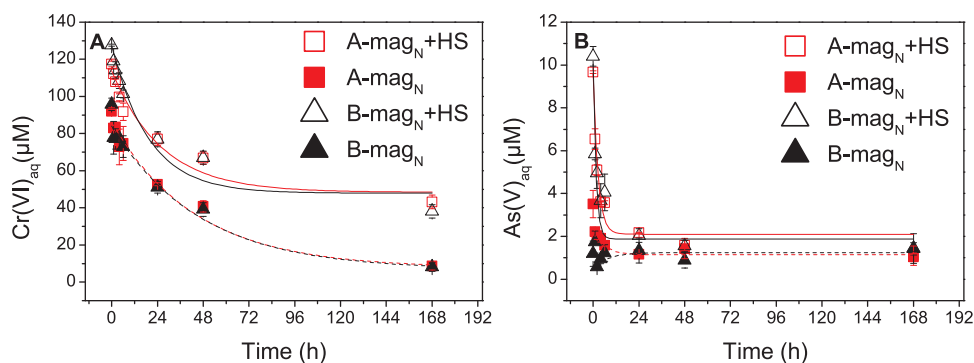 A
Cr(VI)aq(μM)
140
120
100
80
60
40
20
0
0 24 48 72 96 120 144 168 192
Time (h)
A-magN+HS
A-magN
B-magN+HS
B-magN
B
As(V)aq(μM)
12
10
8
6
4
2
0
0 24 48 72 96 120 144 168 192
Time (h)
A-magN+HS
A-magN
B-magN+HS
B-magN